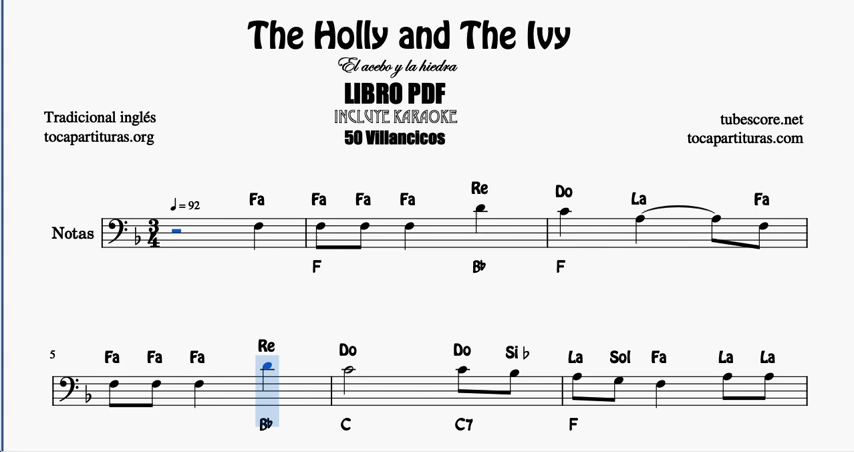 The Holly and The Ivy
El acebo y la hiedra
LIBRO PDF
INCLUYE KARAOKE
50 Villancicos
Tradicional inglés
tocapartituras.org
tubescore.net
tocapartituras.com
♩ = 92
Fa Fa Fa Fa Re Do La Fa
Notas
3
4
F B♭ F
5
Fa Fa Fa Re Do Do Si ♭ La Sol Fa La La
B♭ C C7 F